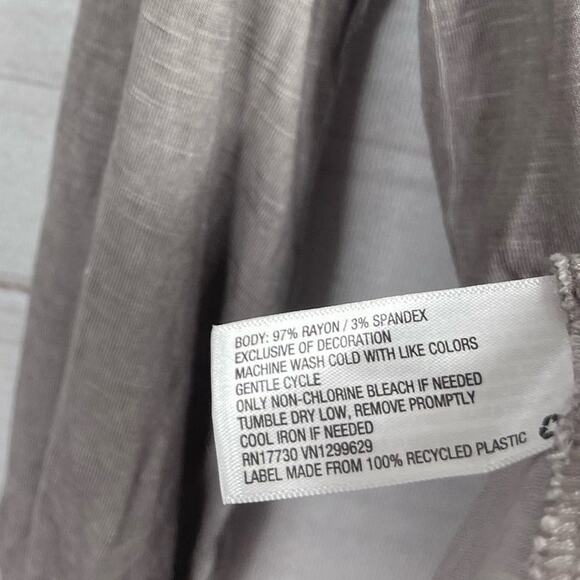 BODY: 97% RAYON / 3% SPANDEX
EXCLUSIVE OF DECORATION
MACHINE WASH COLD WITH LIKE COLORS
GENTLE CYCLE
ONLY NON-CHLORINE BLEACH IF NEEDED
TUMBLE DRY LOW, REMOVE PROMPTLY
COOL IRON IF NEEDED
RN17730 VN1299629
LABEL MADE FROM 100% RECYCLED PLASTIC